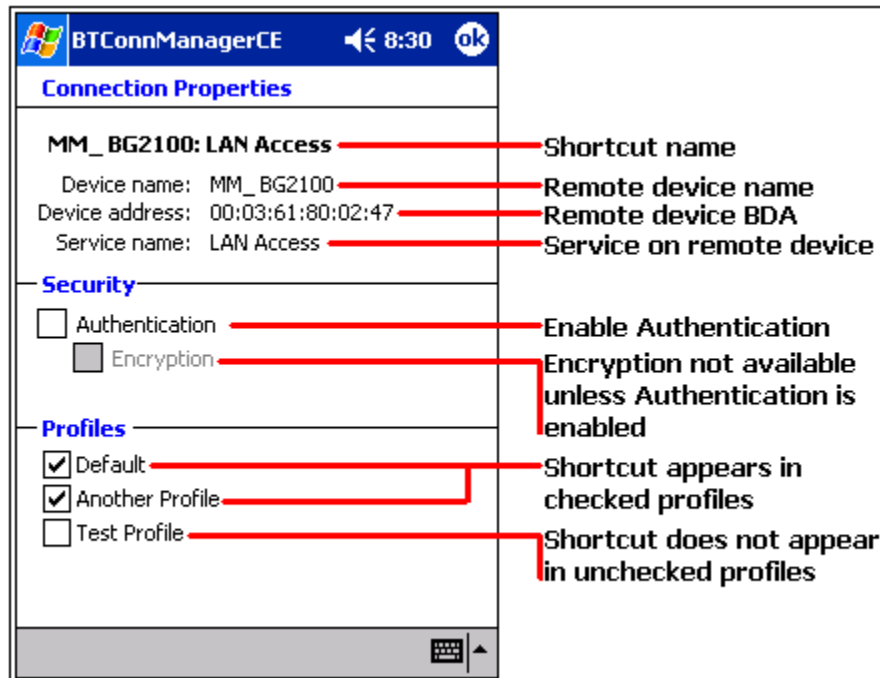 BTConnManagerCE 8:30 ok
Connection Properties
MM_BG2100: LAN Access
Shortcut name
Device name: MM_BG2100
Remote device name
Device address: 00:03:61:80:02:47
Remote device BDA
Service name: LAN Access
Service on remote device
Security
Authentication
Enable Authentication
Encryption
Encryption not available
unless Authentication is
enabled
Profiles
Default
Another Profile
Shortcut appears in
checked profiles
Test Profile
Shortcut does not appear
in unchecked profiles